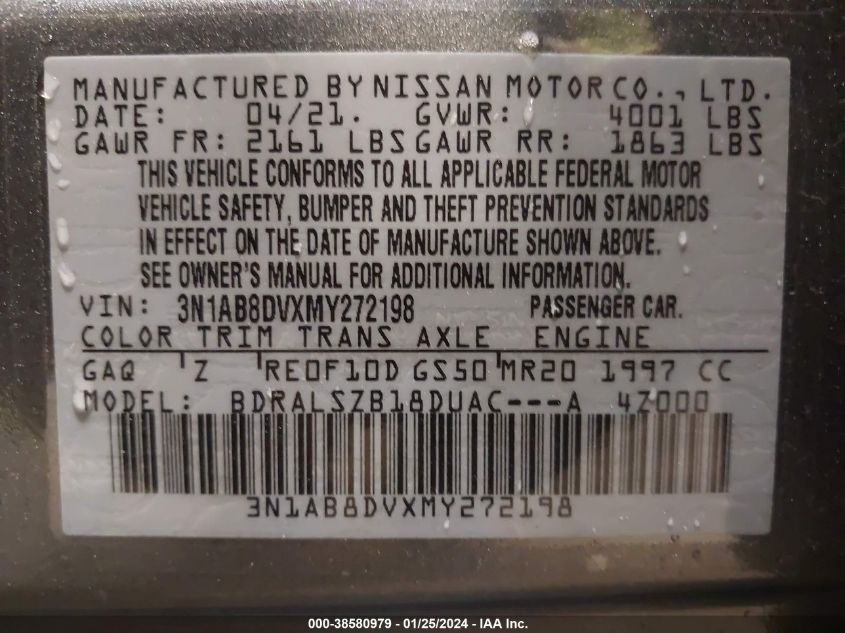 MANUFACTURED BY NISSAN MOTOR CO., LTD.
DATE: 04/21. GVWR: 4001 LBS
GAWR FR: 2161 LBS GAWR RR: 1863 LBS
THIS VEHICLE CONFORMS TO ALL APPLICABLE FEDERAL MOTOR
VEHICLE SAFETY, BUMPER AND THEFT PREVENTION STANDARDS
IN EFFECT ON THE DATE OF MANUFACTURE SHOWN ABOVE.
SEE OWNER'S MANUAL FOR ADDITIONAL INFORMATION.
VIN: 3N1AB8DVXMY272198 PASSENGER CAR.
COLOR TRIM TRANS AXLE ENGINE
GAQ Z RE0F10D GS50 MR20 1997 CC
MODEL: BDRALSZB18DUAC---A 4Z000
3N1AB8DVXMY272198
000-38580979 / 01/25/2024 - IAA Inc.